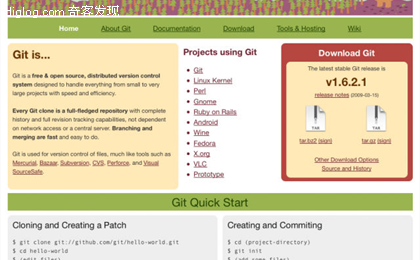 diglog.com 奇客发现
Home About Git Documentation Download Tools & Hosting Wiki
Git is...
Git is a free & open source, distributed version control
system designed to handle everything from small to very
large projects with speed and efficiency.
Every Git clone is a full-fledged repository with complete
history and full revision tracking capabilities, not dependent
on network access or a central server. Branching and
merging are fast and easy to do.
Git is used for version control of files, much like tools such as
Mercurial, Bazaar, Subversion, CVS, Perforce, and Visual
SourceSafe.
Projects using Git
Git
Linux Kernel
Perl
Gnome
Ruby on Rails
Android
Wine
Fedora
X.org
VLC
Prototype
Download Git
The latest stable Git release is
v1.6.2.1
release notes (2009-03-15)
TAR TAR
tar.bz2 (sign) tar.gz (sign)
Other Download Options
Source and History
Git Quick Start
Cloning and Creating a Patch
$ git clone git://github.com/git/hello-world.git
$ cd hello-world
$ (edit files)
Creating and Commiting
$ cd (project-directory)
$ git init
$ (add some files)